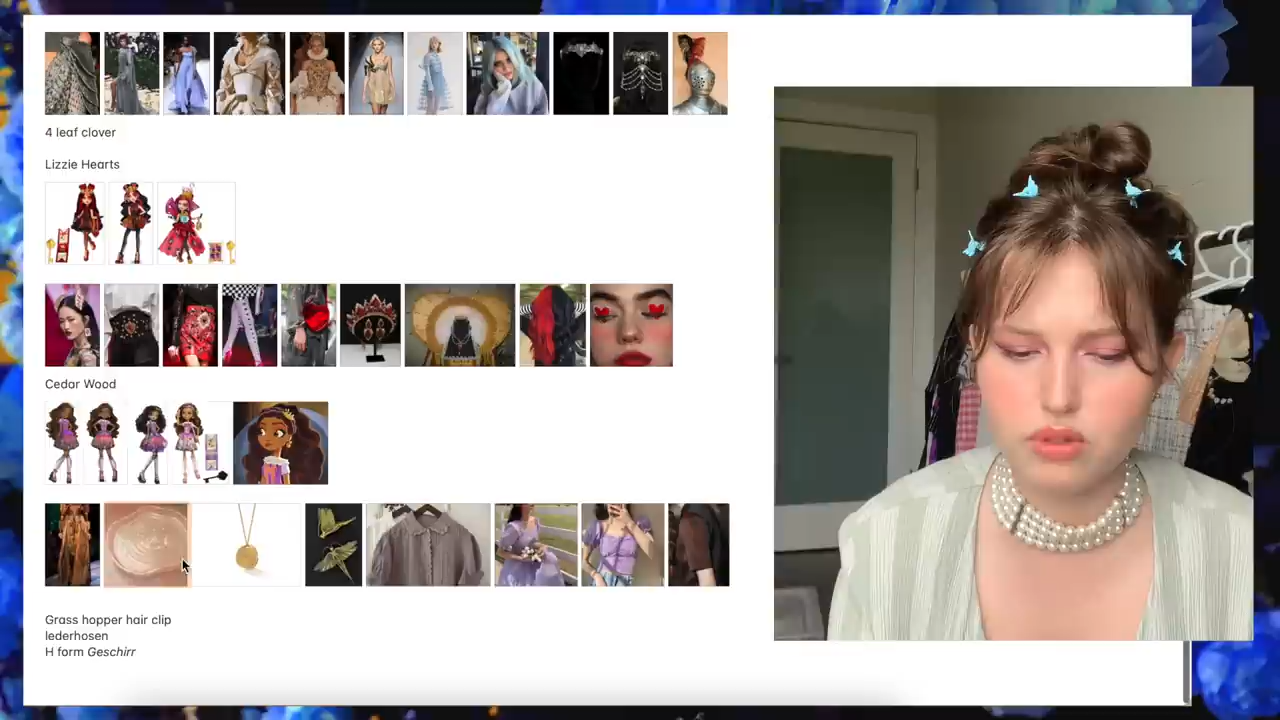 4 leaf clover
Lizzie Hearts
Cedar Wood
Grass hopper hair clip
lederhosen
H form Geschirr